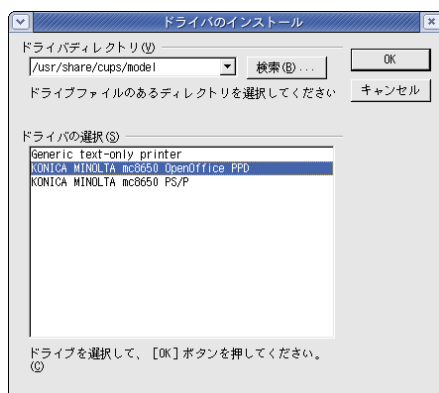 ドライバのインストール
ドライバディレクトリ(V)
/usr/share/cups/model
検索(B)...
OK
ドライブファイルのあるディレクトリを選択してください
キャンセル
ドライバの選択(S)
Generic text-only printer
KONICA MINOLTA mc8650 OpenOffice PPD
KONICA MINOLTA mc8650 PS/P
ドライブを選択して、［OK］ボタンを押してください。
(C)